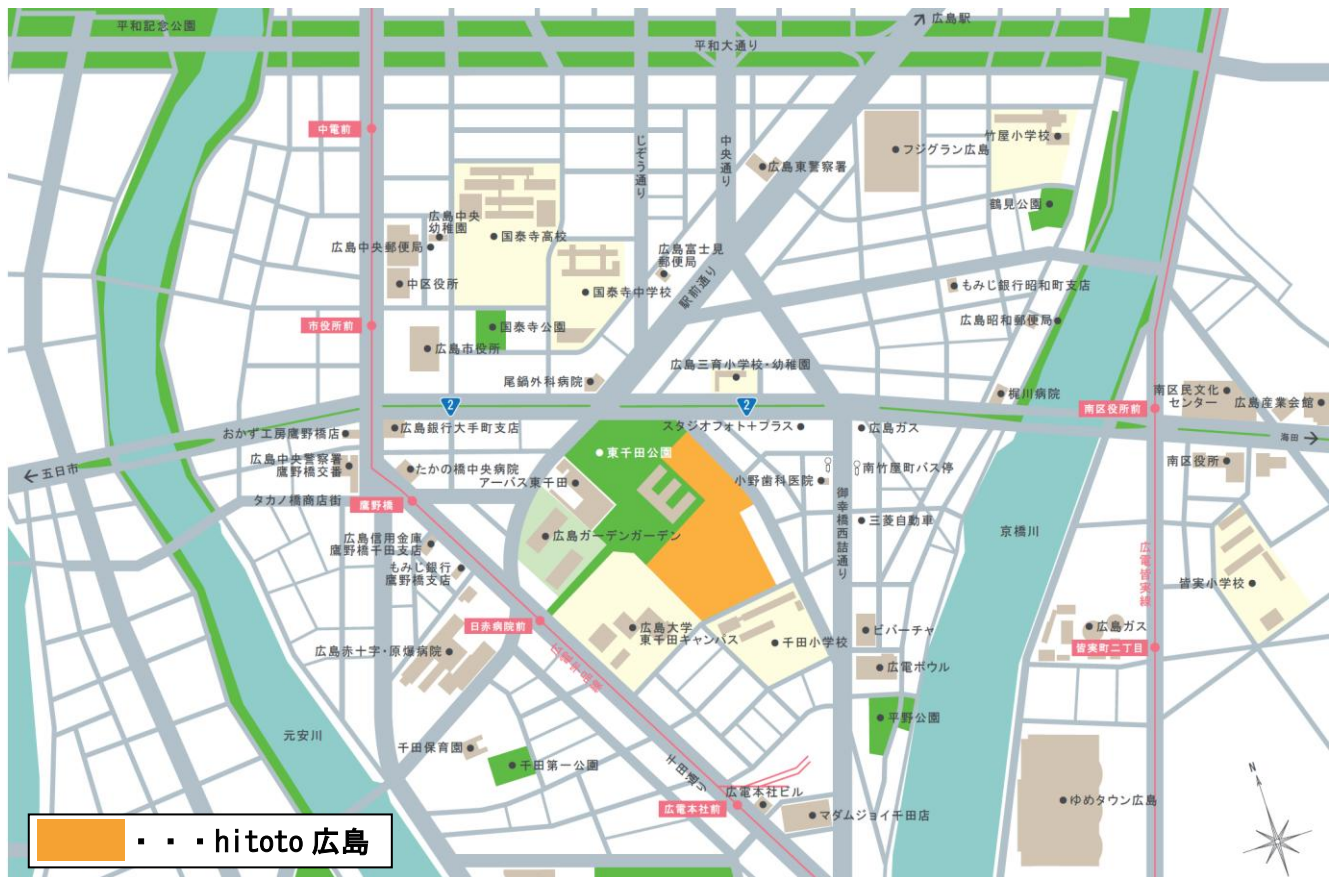 広島駅
平和記念公園
平和大通り
中電前
竹屋小学校
フジグラン広島
じぞう通り
中央通り
広島東警察署
鶴見公園
広島中央
幼稚園
国泰寺高校
広島中央郵便局
広島富士見
郵便局
中区役所
国泰寺中学校
駅前通り
もみじ銀行昭和町支店
広島昭和郵便局
市役所前
国泰寺公園
広島市役所
広島三育小学校・幼稚園
尾鍋外科病院
梶川病院
南区民文化
センター
広島産業会館
南区役所前
2
2
おかず工房鷹野橋店
広島銀行大手町支店
スタジオフォト+プラス
広島ガス
海田
五日市
東千田公園
広島中央警察署
鷹野橋交番
たかの橋中央病院
アーバス東千田
小野歯科医院
南竹屋町バス停
南区役所
タカノ橋商店街
鷹野橋
御幸橋西詰通り
三菱自動車
京橋川
広島信用金庫
鷹野橋千田支店
広島ガーデンガーデン
広電皆実線
もみじ銀行
鷹野橋支店
皆実小学校
日赤病院前
広島大学
東千田キャンパス
千田小学校
ビバーチャ
広島ガス
広島赤十字・原爆病院
皆実町二丁目
広電ボウル
平野公園
元安川
千田保育園
千田第一公園
千田通り
広電本社ビル
広電本社前
マダムジョイ千田店
ゆめタウン広島
N
・・・hitoto 広島